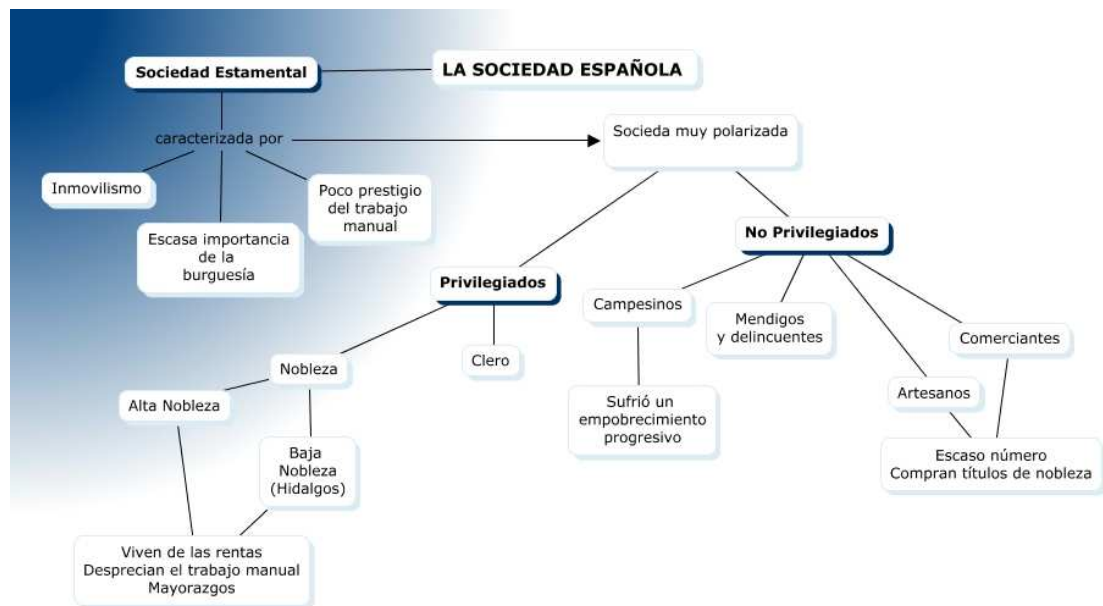 Sociedad Estamental
LA SOCIEDAD ESPAÑOLA
caracterizada por
Socieda muy polarizada
Inmovilismo
Poco prestigio
del trabajo
manual
Escasa importancia
de la
burguesía
No Privilegiados
Privilegiados
Campesinos
Mendigos
y delincuentes
Comerciantes
Nobleza
Clero
Alta Nobleza
Artesanos
Sufrió un
empobrecimiento
progresivo
Baja
Nobleza
(Hidalgos)
Escaso número
Compran títulos de nobleza
Viven de las rentas
Desprecian el trabajo manual
Mayorazgos